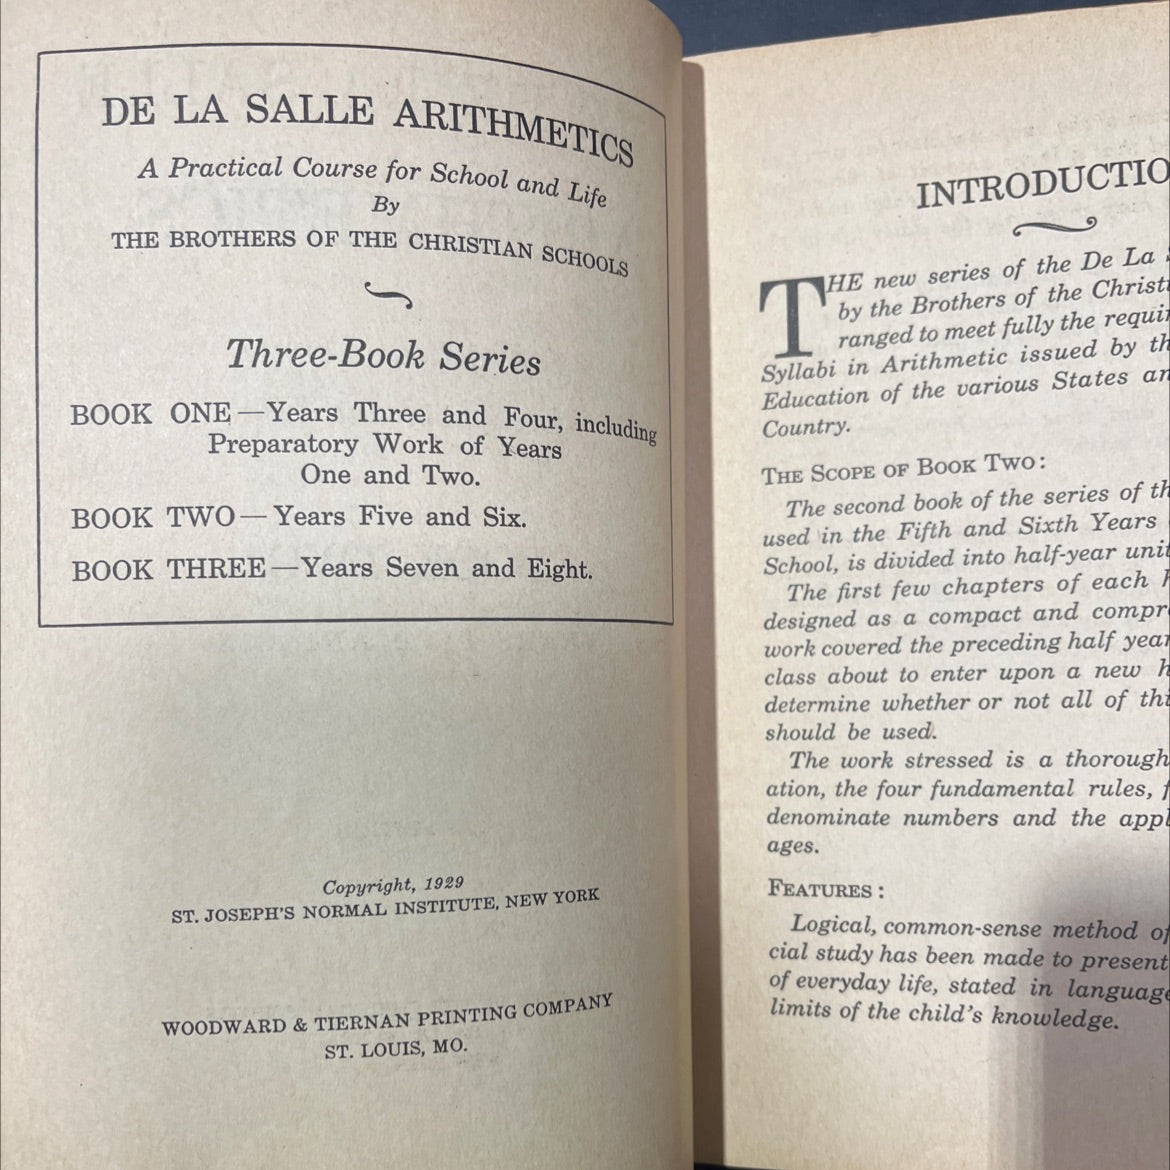 DE LA SALLE ARITHMETICS
A Practical Course for School and Life
By
THE BROTHERS OF THE CHRISTIAN SCHOOLS
Three-Book Series
BOOK ONE—Years Three and Four, including
Preparatory Work of Years
One and Two.
BOOK TWO—Years Five and Six.
BOOK THREE—Years Seven and Eight.
Copyright, 1929
ST. JOSEPH'S NORMAL INSTITUTE, NEW YORK
WOODWARD & TIERNAN PRINTING COMPANY
ST. LOUIS, MO.
INTRODUCTIO
THE new series of the De La
by the Brothers of the Christi
ranged to meet fully the requir
Syllabi in Arithmetic issued by th
Education of the various States an
Country.
THE SCOPE OF BOOK TWO:
The second book of the series of th
used in the Fifth and Sixth Years
School, is divided into half-year unit
The first few chapters of each h
designed as a compact and compr
work covered the preceding half year
class about to enter upon a new h
determine whether or not all of thi
should be used.
The work stressed is a thorough
ation, the four fundamental rules, f
denominate numbers and the appl
ages.
FEATURES:
Logical, common-sense method of
cial study has been made to present
of everyday life, stated in language
limits of the child's knowledge.